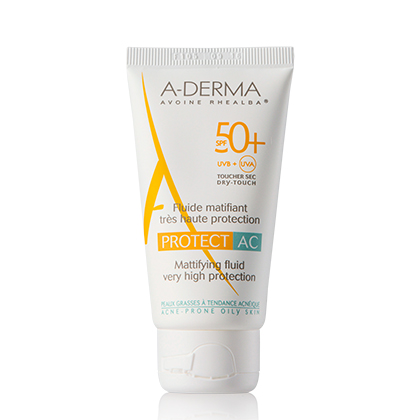 A-DERMA
AVOINE RHEALBA®
SPF 50+
UVB + UVA
TOUCHER SEC
DRY-TOUCH
Fluide matifiant
très haute protection
PROTECT AC
Mattifying fluid
very high protection
PEAUX GRASSES À TENDANCE ACNÉIQUE
ACNE-PRONE OILY SKIN